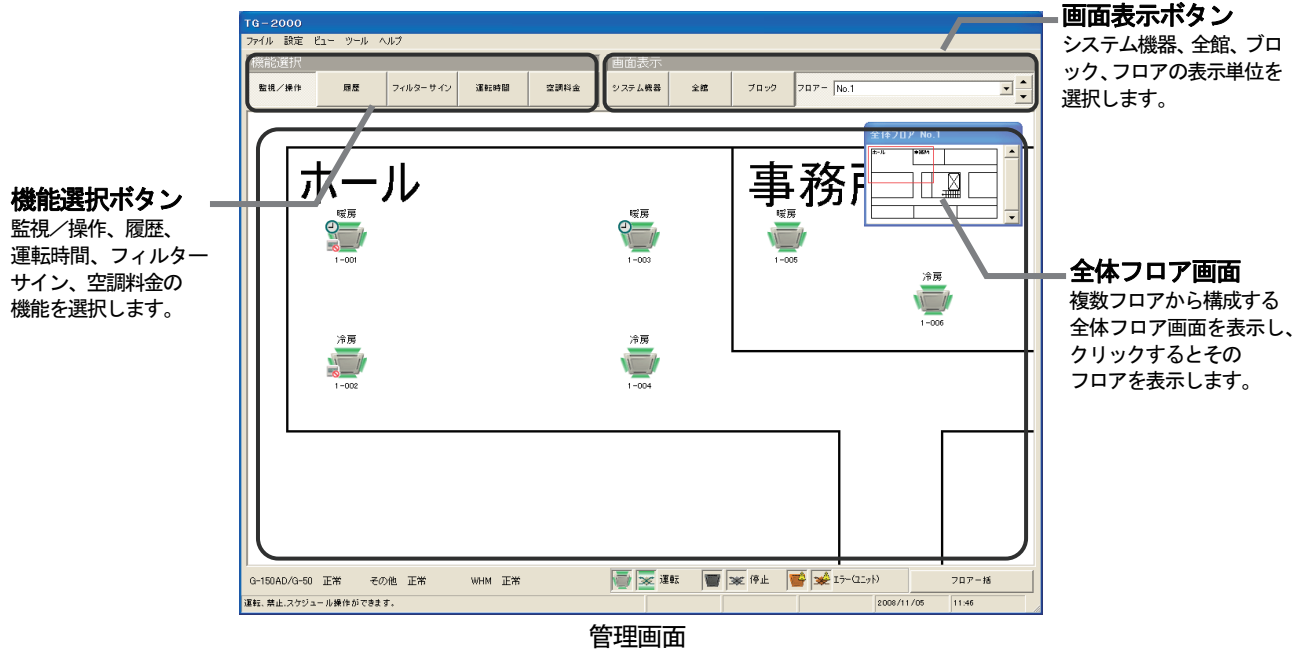 TG-2000
ファイル 設定 ビュー ツール ヘルプ
機能選択
監視／操作 履歴 フィルターサイン 運転時間 空調料金
画面表示
システム機器 全館 ブロック フロアー No.1
画面表示ボタン
システム機器、全館、ブロ
ック、フロアの表示単位を
選択します。
機能選択ボタン
監視／操作、履歴、
運転時間、フィルター
サイン、空調料金の
機能を選択します。
ホール
暖房
1-001
暖房
1-003
冷房
1-002
冷房
1-004
事務所
暖房
1-005
冷房
1-006
全体フロア No.1
ホール 事務所
全体フロア画面
複数フロアから構成する
全体フロア画面を表示し、
クリックするとその
フロアを表示します。
G-150AD/G-50 正常 その他 正常 WHM 正常 運転 停止 エラー(ユニット) フロア一括
運転、禁止、スケジュール操作ができます。 2008/11/05 11:46
管理画面